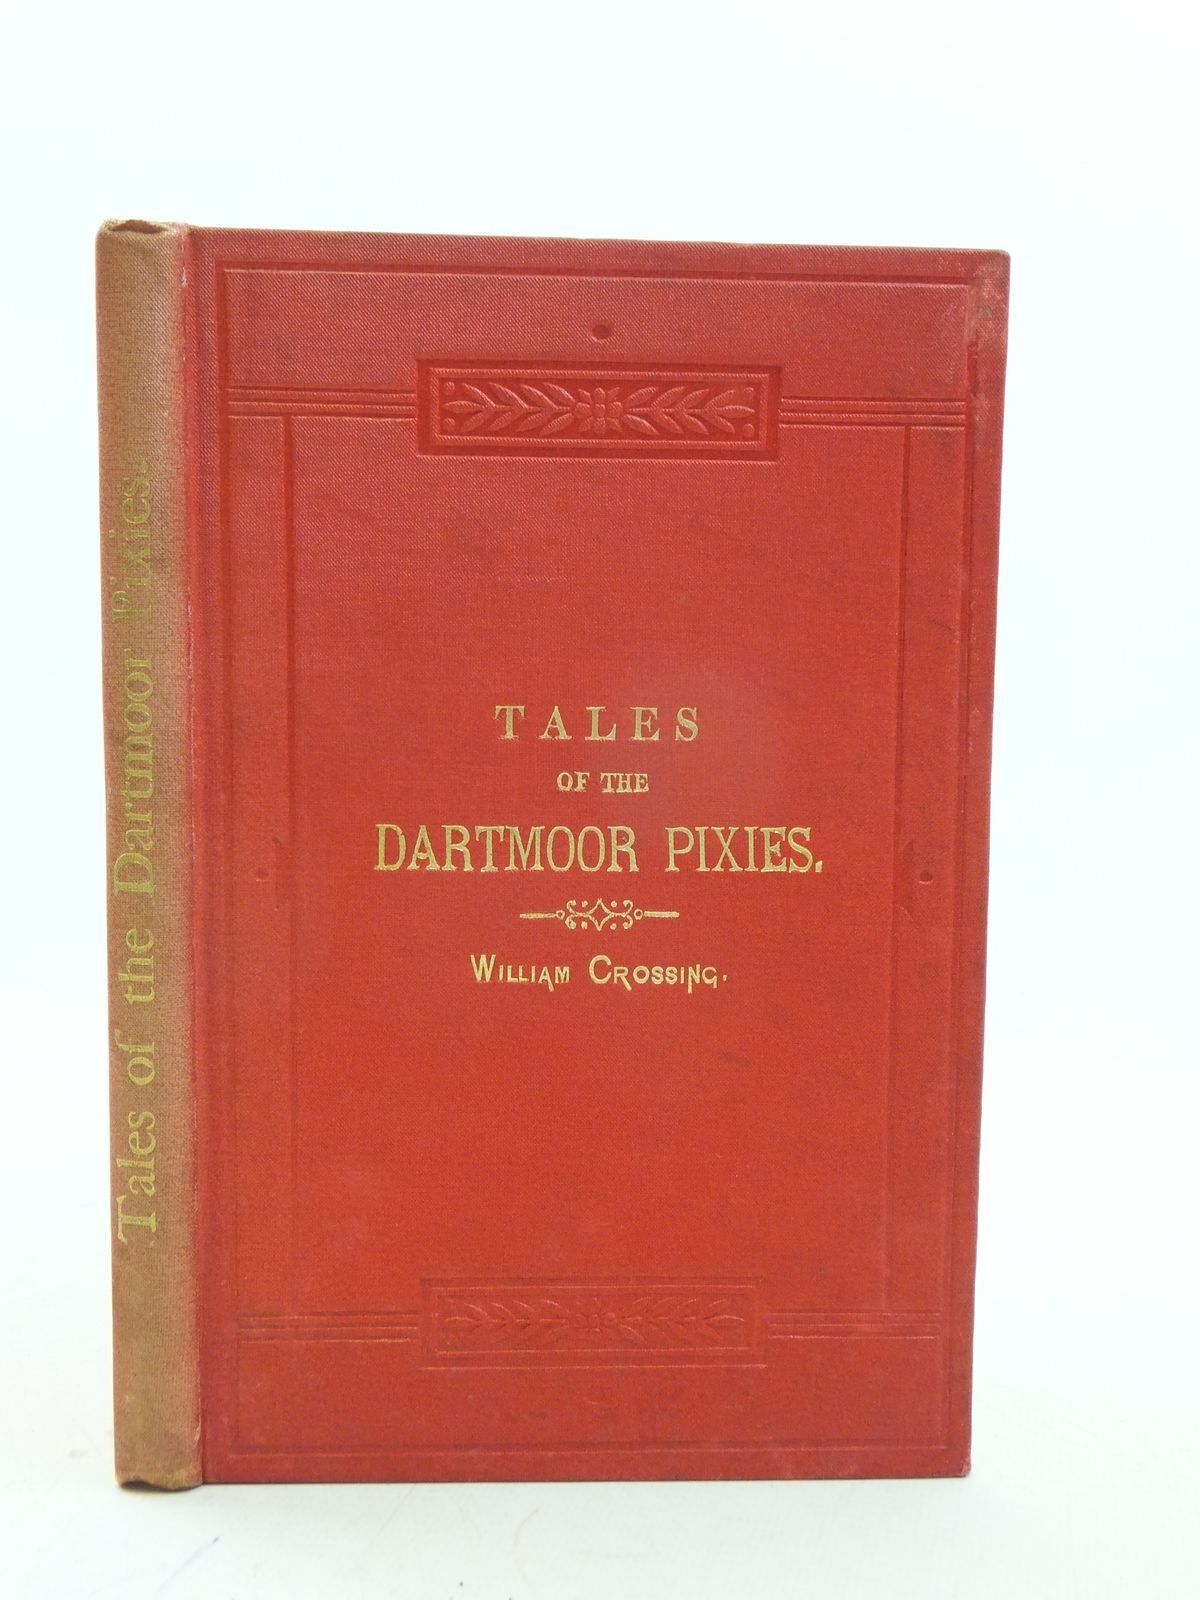 Tales of the Dartmoor Pixies.
TALES
OF THE
DARTMOOR PIXIES.
WILLIAM CROSSING.